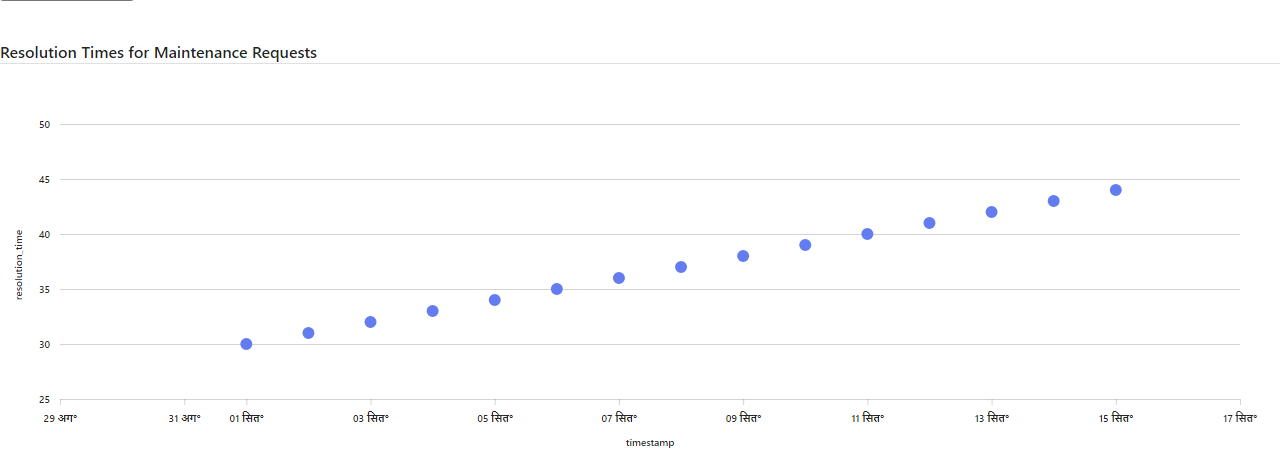 Resolution Times for Maintenance Requests
50
45
40
35
30
25
resolution_time
29 अग॰ 31 अग॰ 01 सित॰ 03 सित॰ 05 सित॰ 07 सित॰ 09 सित॰ 11 सित॰ 13 सित॰ 15 सित॰ 17 सित॰
timestamp